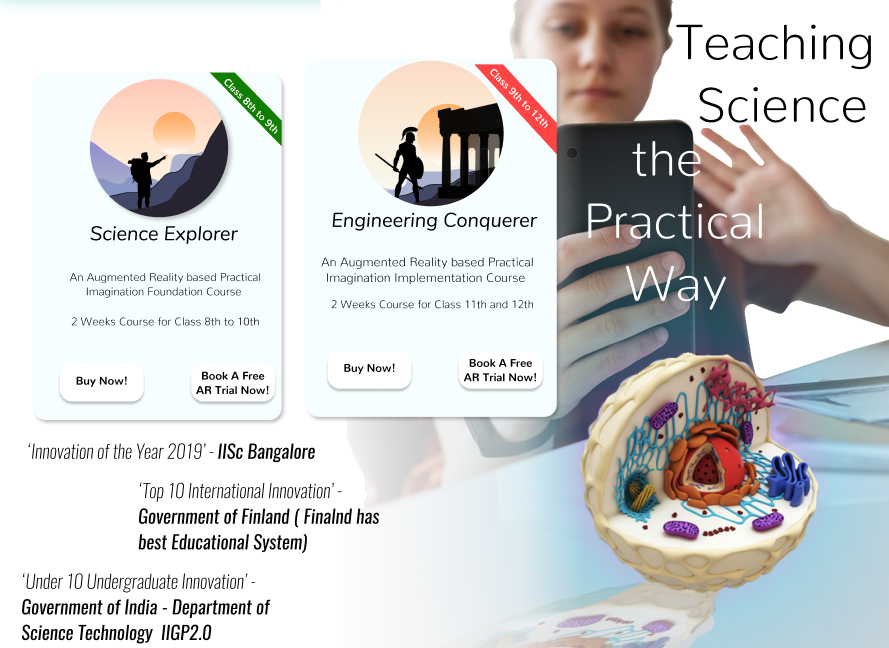 Teaching
Science
the
Practical
Way
Class 8th to 9th
Science Explorer
An Augmented Reality based Practical
Imagination Foundation Course
2 Weeks Course for Class 8th to 10th
Buy Now!
Book A Free
AR Trial Now!
Class 9th to 12th
Engineering Conquerer
An Augmented Reality based Practical
Imagination Implementation Course
2 Weeks Course for Class 11th and 12th
Buy Now!
Book A Free
AR Trial Now!
‘Innovation of the Year 2019’ - IISc Bangalore
‘Top 10 International Innovation’ -
Government of Finland ( Finalnd has
best Educational System)
‘Under 10 Undergraduate Innovation’ -
Government of India - Department of
Science Technology IIGP2.0